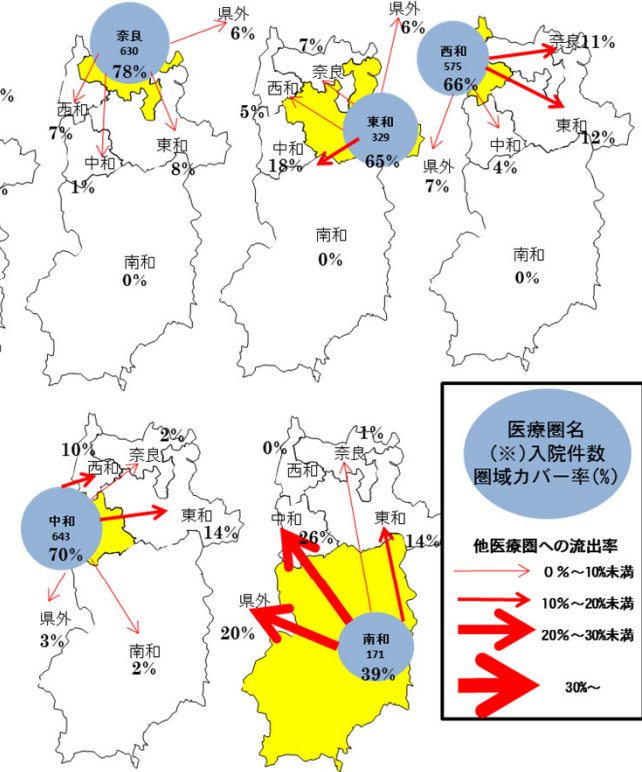 %
%
奈良
630
78%
県外
6%
西和
7%
中和
1%
東和
8%
南和
0%
県外
6%
7%
奈良
西和
5%
東和
329
65%
中和
18%
南和
0%
西和
575
66%
奈良11%
東和
12%
中和
4%
県外
7%
南和
0%
2%
奈良
10%
西和
中和
643
70%
東和
14%
県外
3%
南和
2%
1%
奈良
0%
西和
中和
26%
東和
14%
県外
20%
南和
171
39%
医療圏名
(※)入院件数
圏域カバー率(%)
他医療圏への流出率
0%~10%未満
10%~20%未満
20%~30%未満
30%~